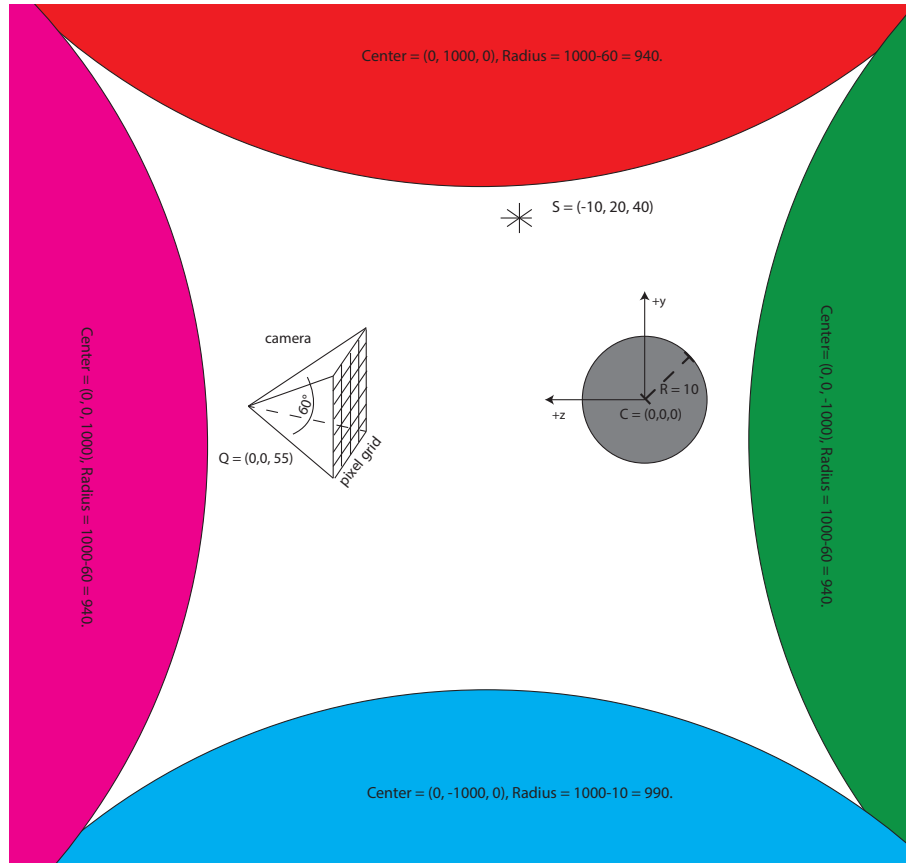 Center = (0, 1000, 0), Radius = 1000-60 = 940.
S = (-10, 20, 40)
+y
camera
60°
R = 10
+z
C = (0,0,0)
Q = (0,0, 55)
pixel grid
Center = (0, 0, 1000), Radius = 1000-60 = 940.
Center= (0, 0, -1000), Radius = 1000-60 = 940.
Center = (0, -1000, 0), Radius = 1000-10 = 990.